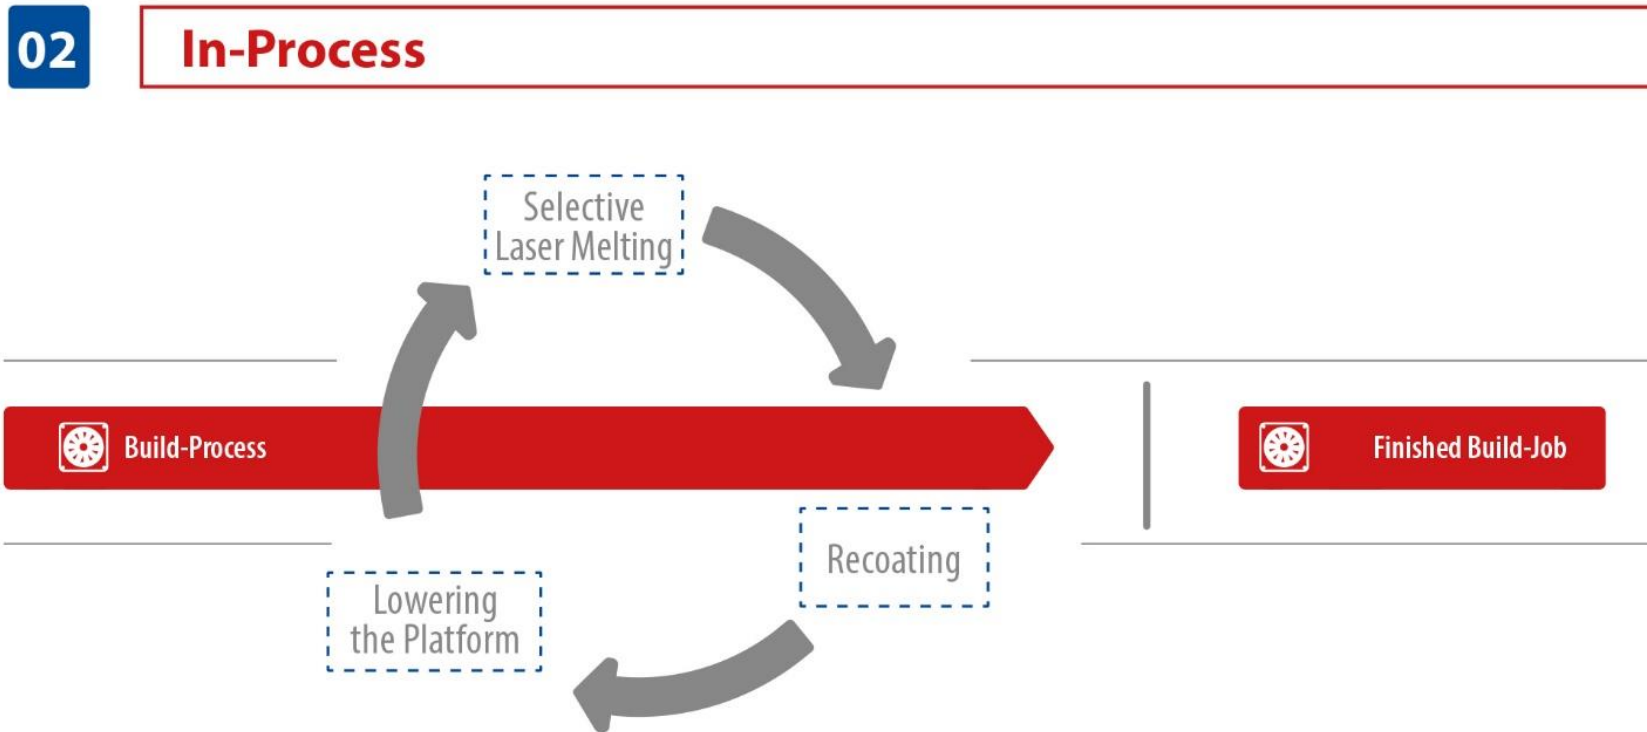 02
In-Process
Selective
Laser Melting
Build-Process
Finished Build-Job
Recoating
Lowering
the Platform